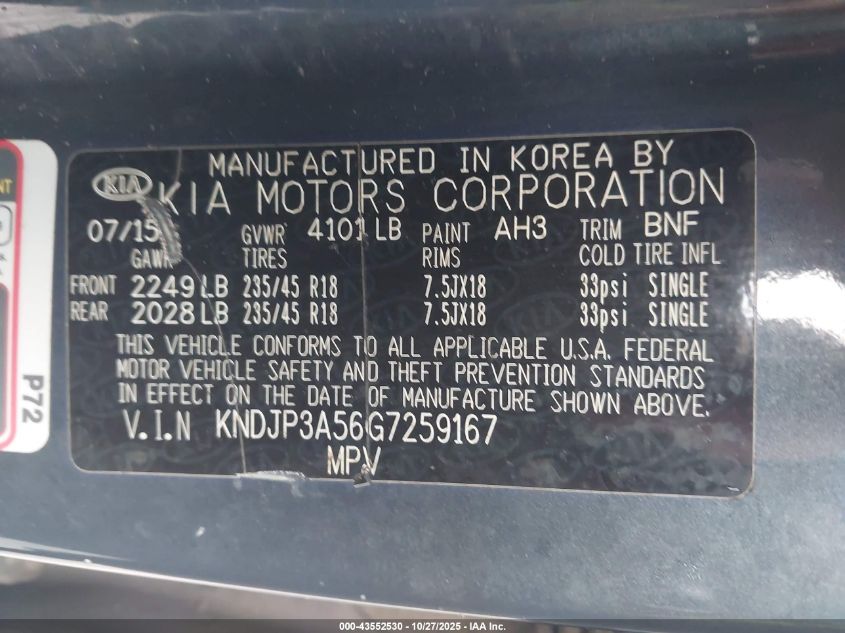 MANUFACTURED IN KOREA BY
KIA KIA MOTORS CORPORATION
07/15 GVWR 4101 LB PAINT AH3 TRIM BNF
GAWR TIRES RIMS COLD TIRE INFL
FRONT 2249 LB 235/45 R18 7.5JX18 33psi SINGLE
REAR 2028 LB 235/45 R18 7.5JX18 33psi SINGLE
THIS VEHICLE CONFORMS TO ALL APPLICABLE U.S.A. FEDERAL
MOTOR VEHICLE SAFETY AND THEFT PREVENTION STANDARDS
IN EFFECT ON THE DATE OF MANUFACTURE SHOWN ABOVE.
V.I.N KNDJP3A56G7259167
MPV
P72
000-43552530 - 10/27/2025 - IAA Inc.